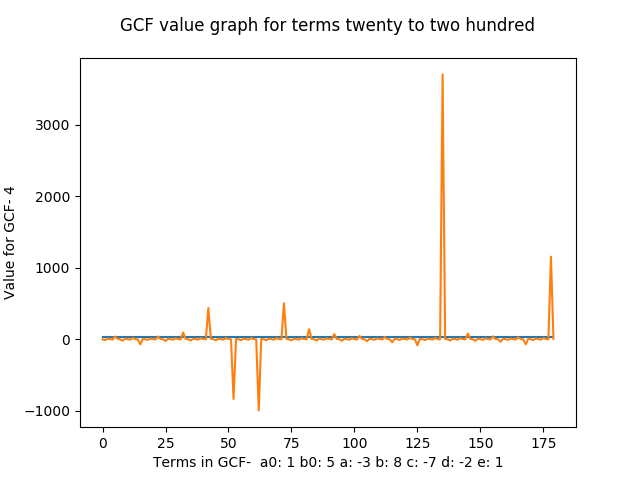 GCF value graph for terms twenty to two hundred
Value for GCF- 4
3000
2000
1000
0
−1000
0 25 50 75 100 125 150 175
Terms in GCF-  a0: 1 b0: 5 a: -3 b: 8 c: -7 d: -2 e: 1